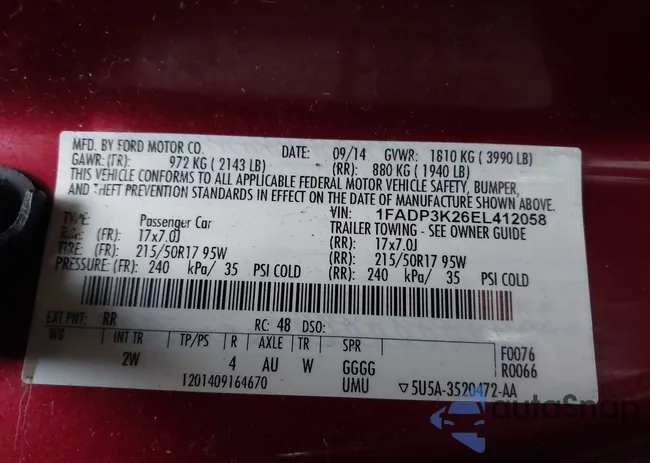 MFD. BY FORD MOTOR CO. DATE: 09/14 GVWR: 1810 KG ( 3990 LB)
GAWR: (FR) 972 KG ( 2143 LB) (RR) 880 KG ( 1940 LB)
THIS VEHICLE CONFORMS TO ALL APPLICABLE FEDERAL MOTOR VEHICLE SAFETY, BUMPER,
AND THEFT PREVENTION STANDARDS IN EFFECT ON THE DATE OF MANUFACTURE SHOWN ABOVE.
VIN: 1FADP3K26EL412058
TYPE: Passenger Car TRAILER TOWING - SEE OWNER GUIDE
(FR): 17x7.0J (RR): 17x7.0J
TIRE: (FR): 215/50R17 95W (RR): 215/50R17 95W
PRESSURE: (FR): 240 kPa/ 35 PSI COLD (RR): 240 kPa/ 35 PSI COLD
EXT PNT: RR RC: 48 DSO:
WB INT TR TP/PS R AXLE TR SPR F0076
2W 4 AU W GGGG R0066
1201409164670 UMU ▽5U5A-3520472-AA
autoSnap